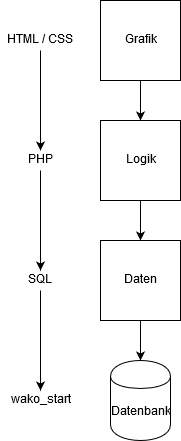 HTML / CSS
Grafik
PHP
Logik
SQL
Daten
wako_start
Datenbank